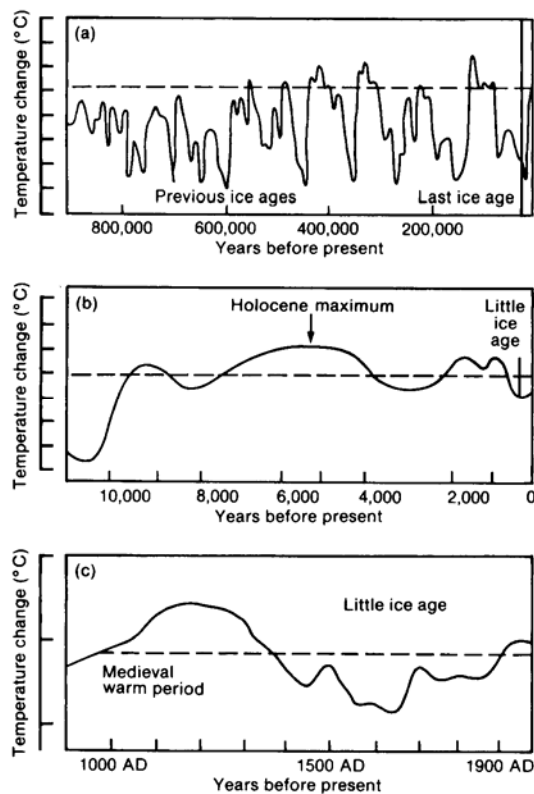 (a)
Temperature change (°C)
Previous ice ages
Last ice age
800,000
600,000
400,000
200,000
Years before present
(b)
Temperature change (°C)
Holocene maximum
Little
ice
age
10,000
8,000
6,000
4,000
2,000
0
Years before present
(c)
Temperature change (°C)
Little ice age
Medieval
warm period
1000 AD
1500 AD
1900 AD
Years before present